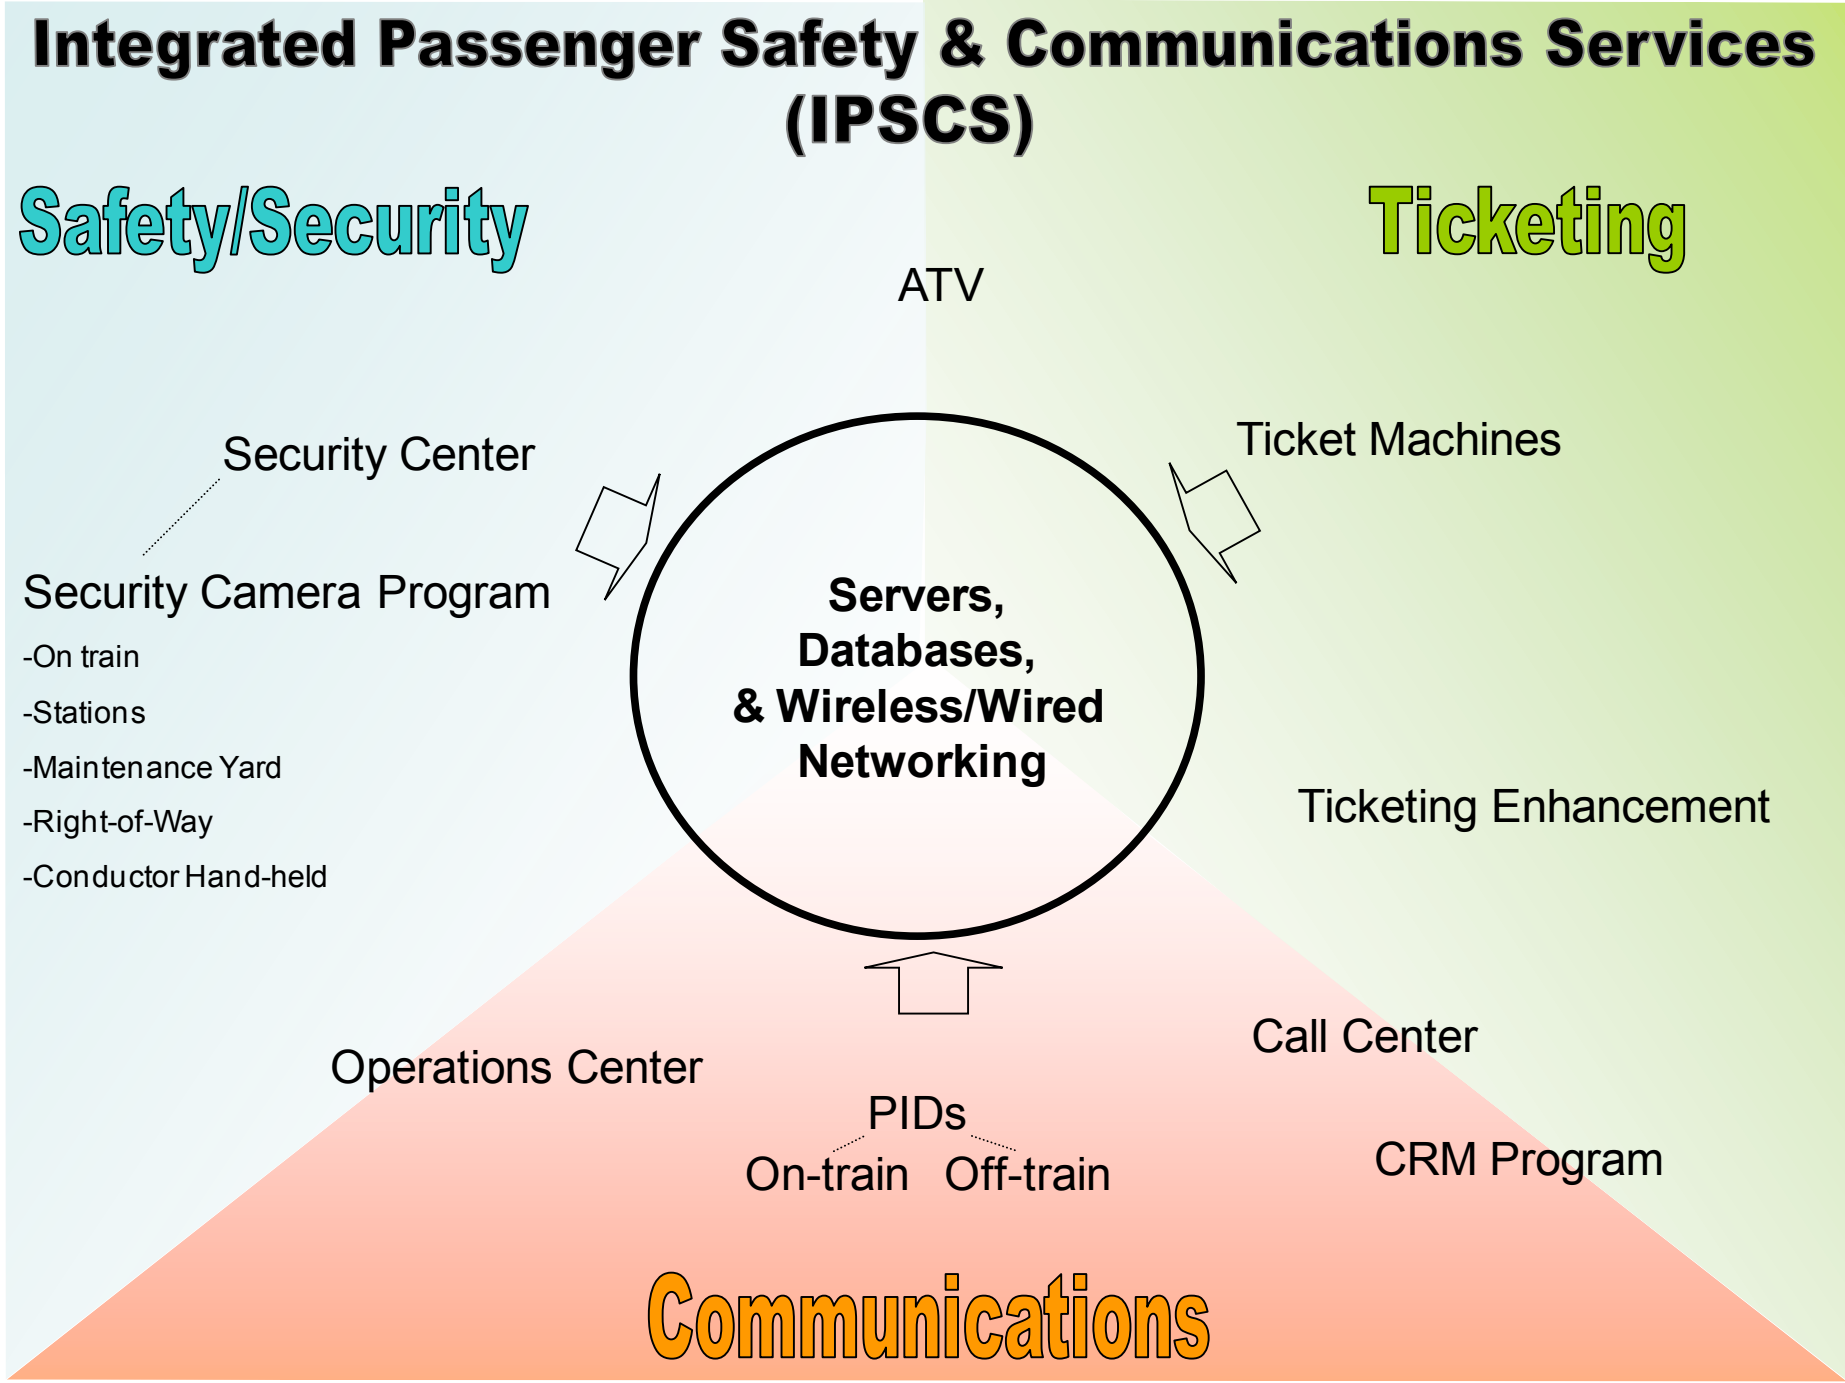 Integrated Passenger Safety & Communications Services
(IPSCS)
Safety/Security
Ticketing
ATV
Security Center
Ticket Machines
Security Camera Program
-On train
-Stations
-Maintenance Yard
-Right-of-Way
-Conductor Hand-held
Servers,
Databases,
& Wireless/Wired
Networking
Ticketing Enhancement
Operations Center
Call Center
PIDs
On-train Off-train
CRM Program
Communications